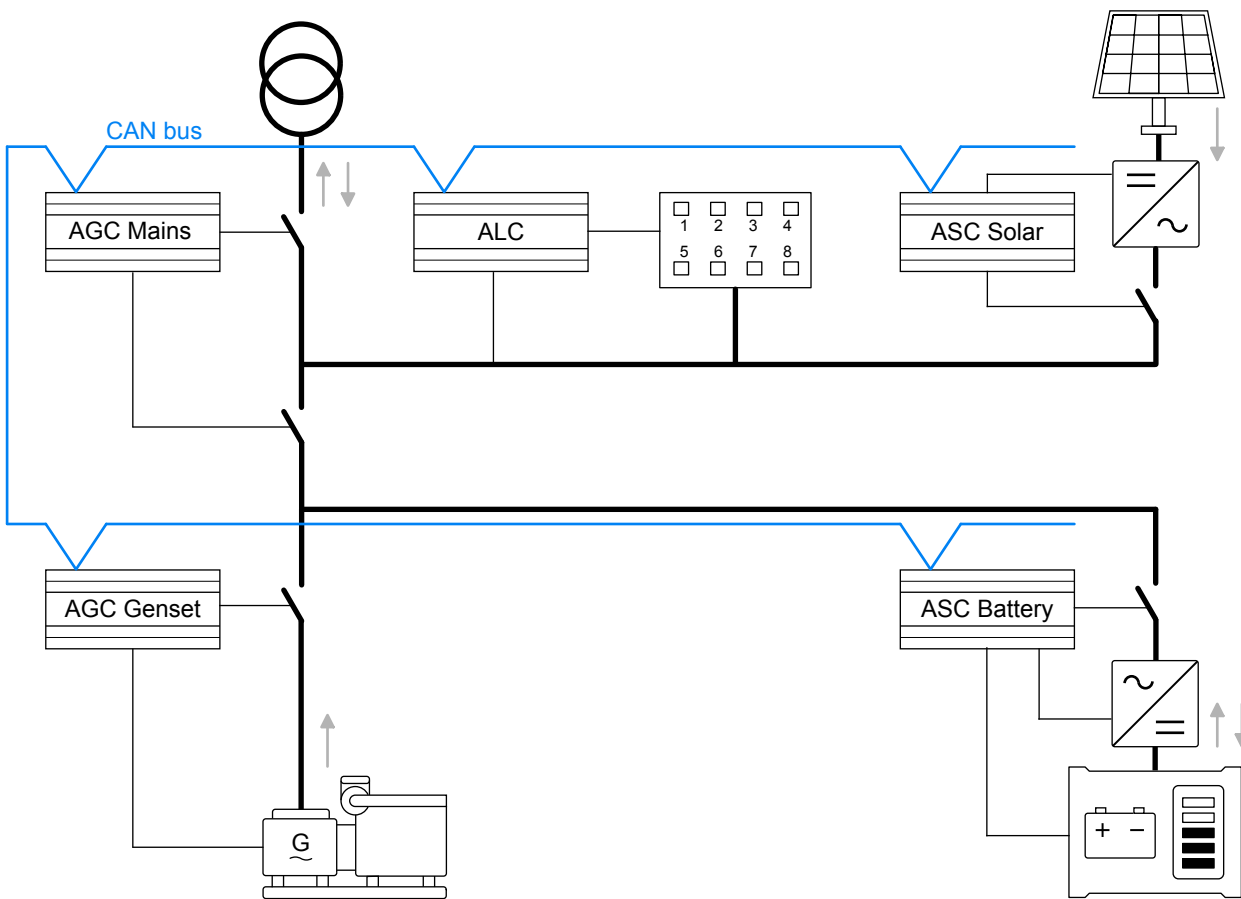 CAN bus
AGC Mains
ALC
1 2 3 4
5 6 7 8
ASC Solar
AGC Genset
ASC Battery
G
+ −